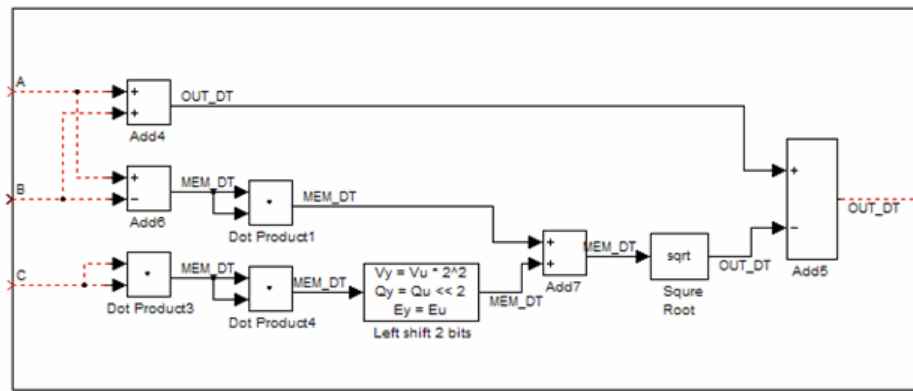 A
+
+
OUT_DT
Add4
B
+
−
MEM_DT
MEM_DT
Add6
Dot Product1
C
MEM_DT
MEM_DT
Dot Product3
Dot Product4
Vy = Vu * 2^2
Qy = Qu << 2
Ey = Eu
Left shift 2 bits
MEM_DT
+
+
MEM_DT
Add7
sqrt
OUT_DT
Squre
Root
+
−
OUT_DT
Add5